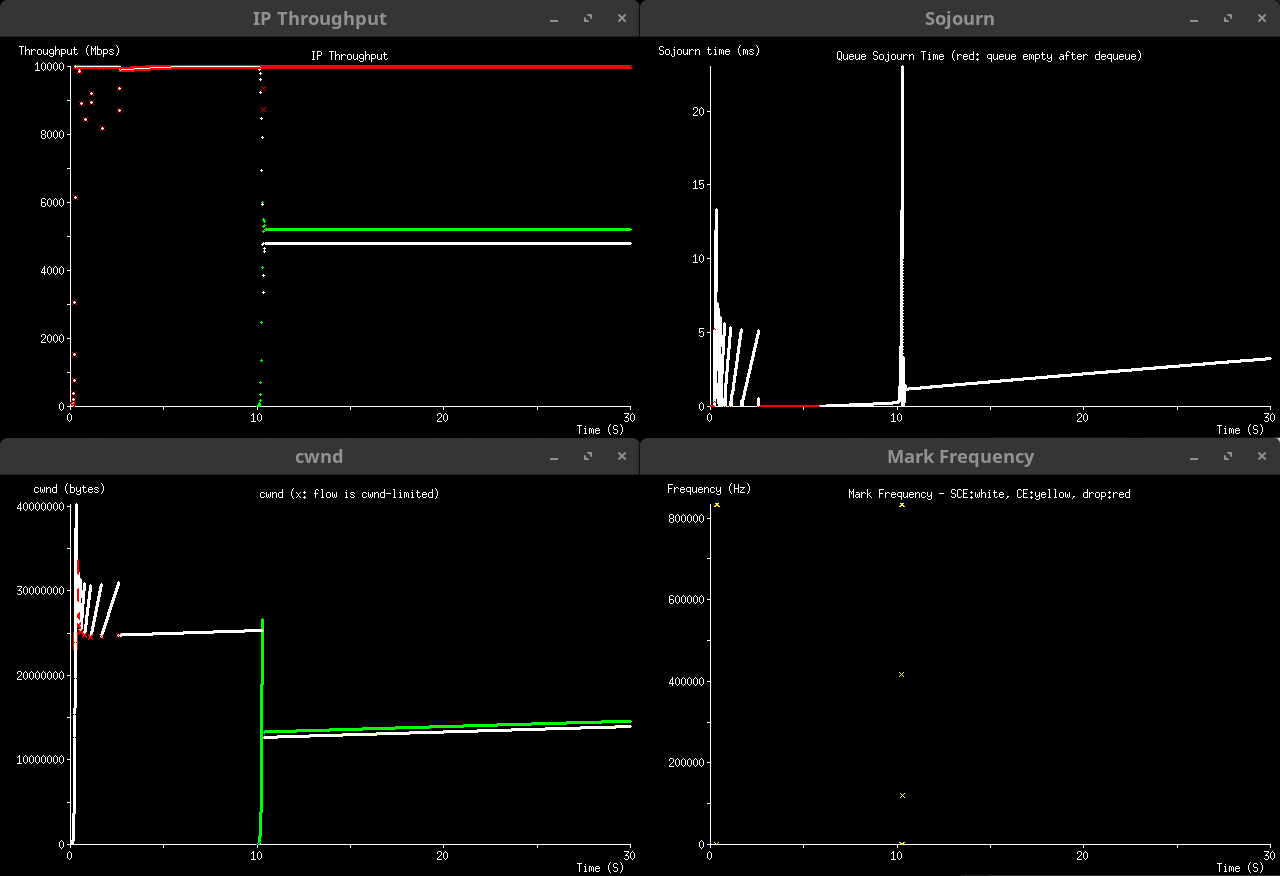 IP Throughput
Throughput (Mbps)
IP Throughput
10000
8000
6000
4000
2000
0
0
10
20
30
Time (S)
Sojourn
Sojourn time (ms)
Queue Sojourn Time (red: queue empty after dequeue)
20
15
10
5
0
0
10
20
30
Time (S)
cwnd
cwnd (bytes)
cwnd (x: flow is cwnd-limited)
40000000
30000000
20000000
10000000
0
0
10
20
30
Time (S)
Mark Frequency
Frequency (Hz)
Mark Frequency - SCE:white, CE:yellow, drop:red
800000
600000
400000
200000
0
0
10
20
30
Time (S)